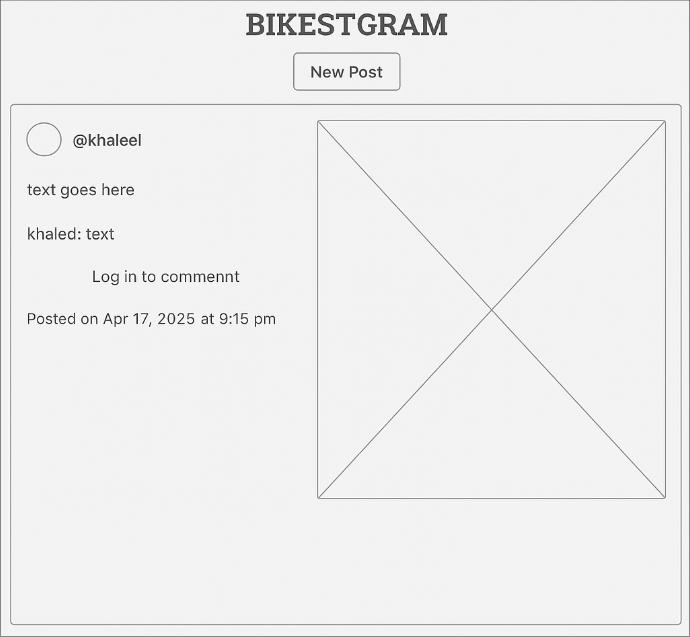 BIKESTGRAM
New Post
@khaleel
text goes here
khaled: text
Log in to commennt
Posted on Apr 17, 2025 at 9:15 pm